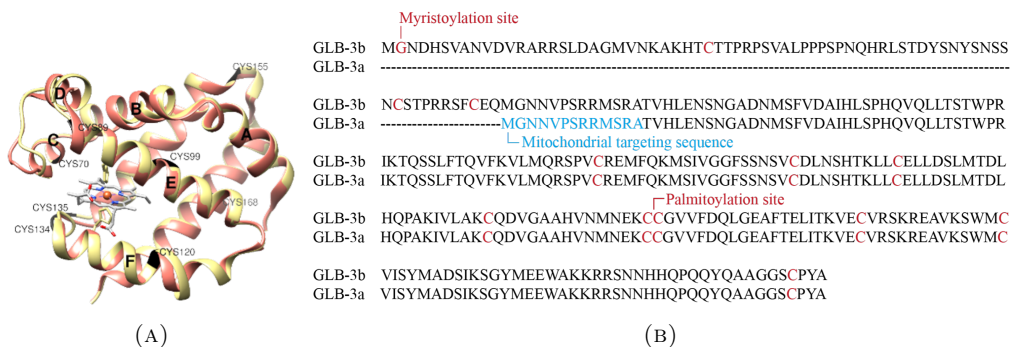 CYS155
D
B
A
C
CYS89
CYS70
CYS99
E
CYS168
CYS135
CYS134
F
CYS120
(A)
Myristoylation site
GLB-3b MGNDHSVANVDVRARRSLDAGMVNKAKHTCTTPRPSVALPPPSPNQHRLSTDYSNYSNSS
GLB-3a ------------------------------------------------------------
GLB-3b NCSTPRRSFCEQMGNNVPSRRMSRATVHLENSNGADNMSFVDAIHLSPHQVQLLTSTWPR
GLB-3a ------------MGNNVPSRRMSRATVHLENSNGADNMSFVDAIHLSPHQVQLLTSTWPR
Mitochondrial targeting sequence
GLB-3b IKTQSSLFTQVFKVLMQRSPVCREMFQKMSIVGGFSSNSVCDLNSHTKLLCELLDSLMTDL
GLB-3a IKTQSSLFTQVFKVLMQRSPVCREMFQKMSIVGGFSSNSVCDLNSHTKLLCELLDSLMTDL
Palmitoylation site
GLB-3b HQPAKIVLAKCQDVGAAHVNMNEKCCGVVFDQLGEAFTELITKVECVRSKREAVKSWMC
GLB-3a HQPAKIVLAKCQDVGAAHVNMNEKCCGVVFDQLGEAFTELITKVECVRSKREAVKSWMC
GLB-3b VISYMADSIKSGYMEEWAKKRRSNNHHQPQQYQAAGGSCPYA
GLB-3a VISYMADSIKSGYMEEWAKKRRSNNHHQPQQYQAAGGSCPYA
(B)